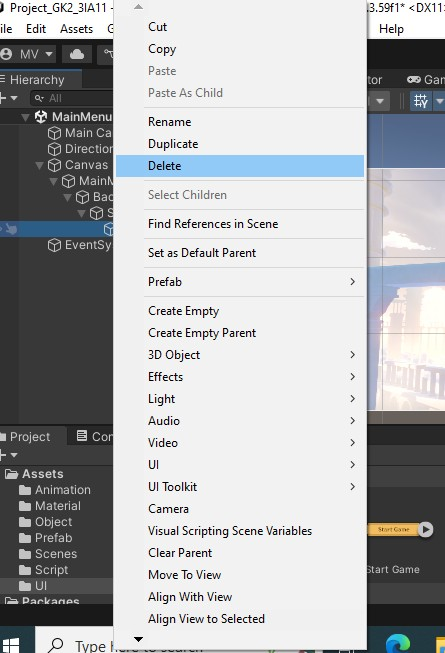 Project_GK2_3IA11 -
3.59f1* <DX11>
ile Edit Assets
Help
MV
Hierarchy
tor Gam
All
MainMenu
Main Ca
Direction
Canvas
MainM
Bac
S
EventSy
Cut
Copy
Paste
Paste As Child
Rename
Duplicate
Delete
Select Children
Find References in Scene
Set as Default Parent
Prefab
Create Empty
Create Empty Parent
3D Object
Effects
Light
Audio
Video
UI
UI Toolkit
Camera
Visual Scripting Scene Variables
Clear Parent
Move To View
Align With View
Align View to Selected
Project Con
Assets
Animation
Material
Object
Prefab
Scenes
Script
UI
Packages
Start Game
Start Game
Type here to search